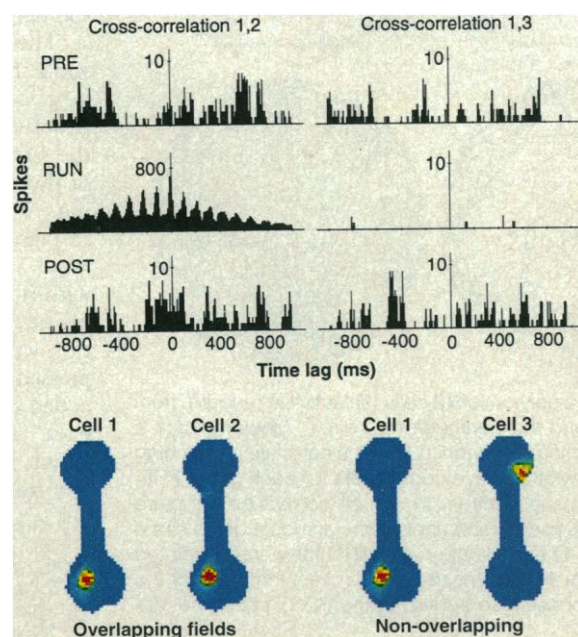 Cross-correlation 1,2 Cross-correlation 1,3
PRE 10 10
RUN 800 10
Spikes
POST 10 10
-800 -400 0 400 800 -800 -400 0 400 800
Time lag (ms)
Cell 1 Cell 2 Cell 1 Cell 3
Overlapping fields Non-overlapping